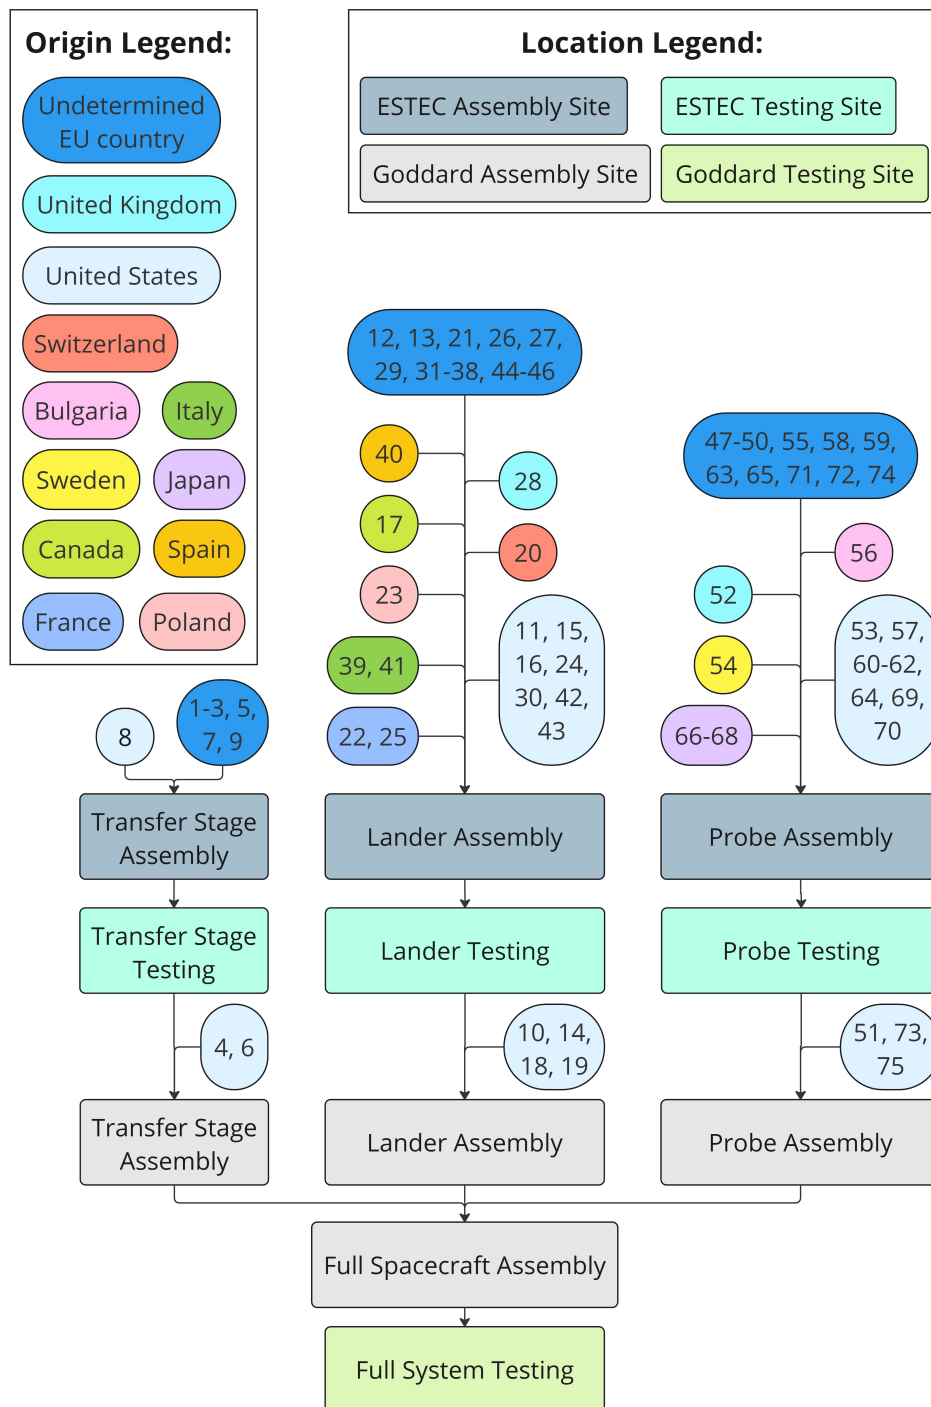 Origin Legend:
Undetermined
EU country
United Kingdom
United States
Switzerland
Bulgaria
Italy
Sweden
Japan
Canada
Spain
France
Poland
Location Legend:
ESTEC Assembly Site
ESTEC Testing Site
Goddard Assembly Site
Goddard Testing Site
8
1-3, 5,
7, 9
Transfer Stage
Assembly
Transfer Stage
Testing
4, 6
Transfer Stage
Assembly
12, 13, 21, 26, 27,
29, 31-38, 44-46
40
28
17
20
23
11, 15,
16, 24,
30, 42,
43
39, 41
22, 25
Lander Assembly
Lander Testing
10, 14,
18, 19
Lander Assembly
47-50, 55, 58, 59,
63, 65, 71, 72, 74
56
52
53, 57,
60-62,
64, 69,
70
54
66-68
Probe Assembly
Probe Testing
51, 73,
75
Probe Assembly
Full Spacecraft Assembly
Full System Testing